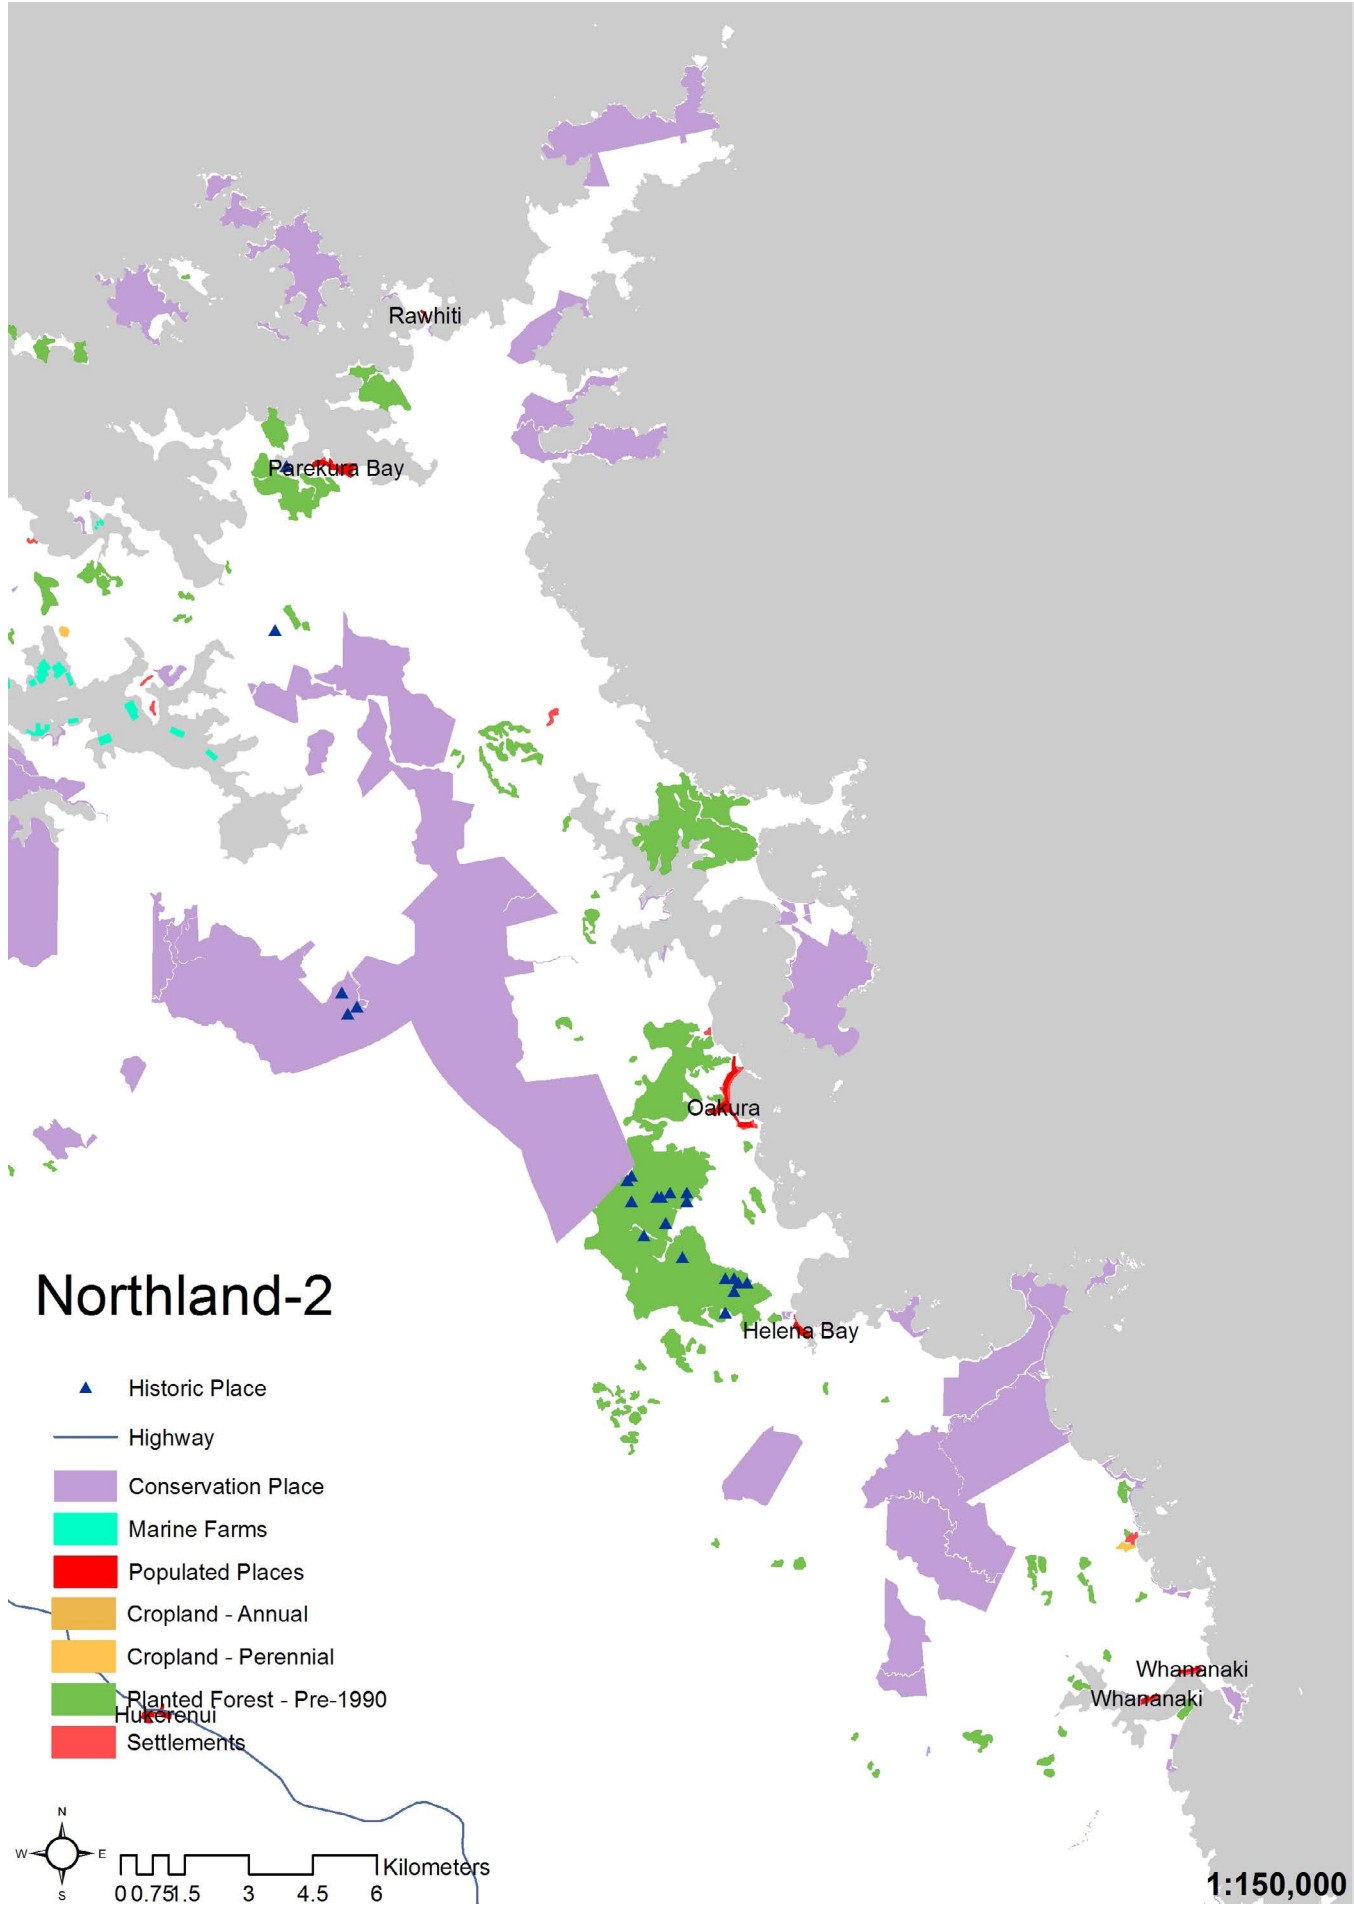 Rawhiti
Parekura Bay
Oakura
Helena Bay
Northland-2
Historic Place
Highway
Conservation Place
Marine Farms
Populated Places
Cropland - Annual
Cropland - Perennial
Planted Forest - Pre-1990
Hukerenui
Settlements
Whananaki
Whananaki
N
W E
S
Kilometers
0 0.75 1.5 3 4.5 6
1:150,000